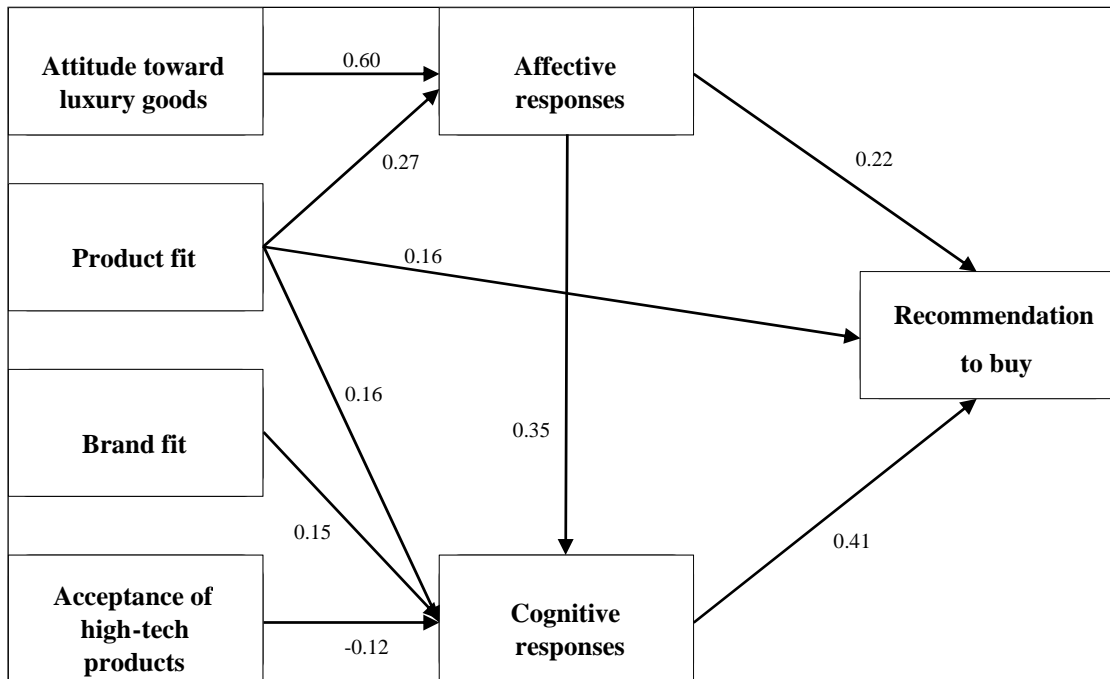 Attitude toward
luxury goods
0.60
Affective
responses
0.27
0.22
Product fit
0.16
Recommendation
to buy
0.16
0.35
Brand fit
0.15
0.41
Acceptance of
high-tech
products
-0.12
Cognitive
responses